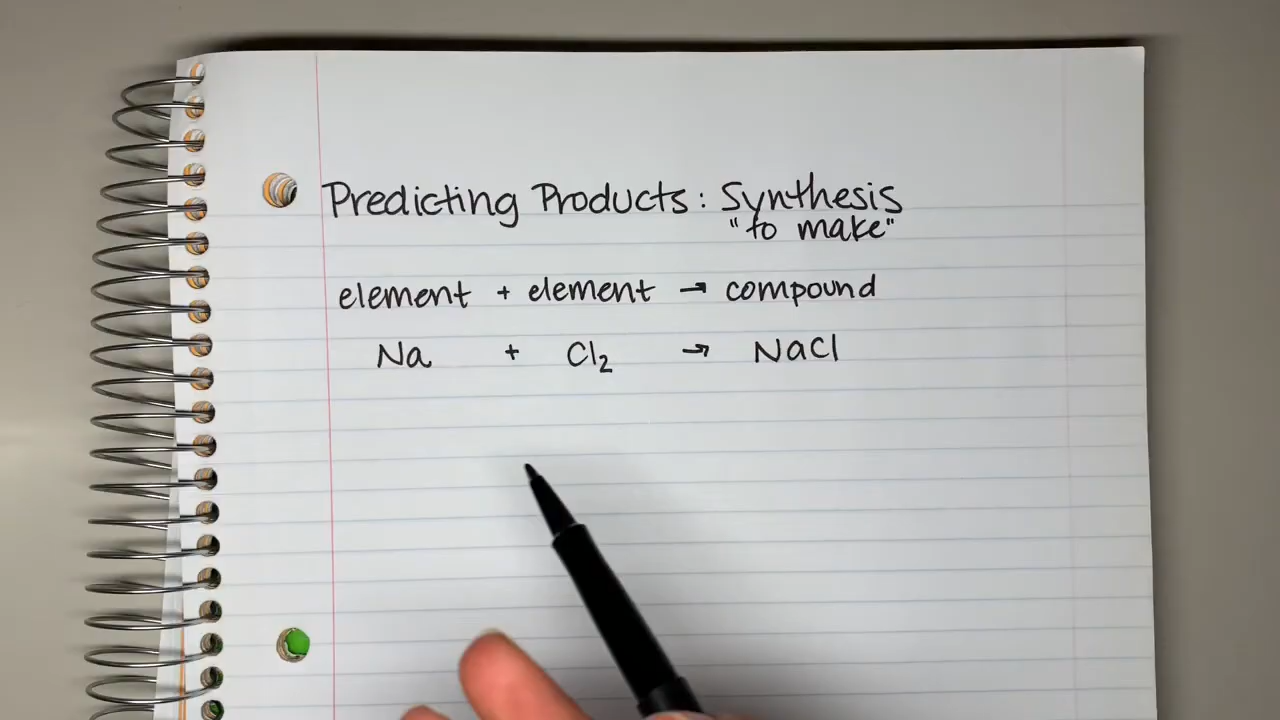 Predicting Products: Synthesis
"to make"
element + element → compound
Na + Cl₂ → NaCl